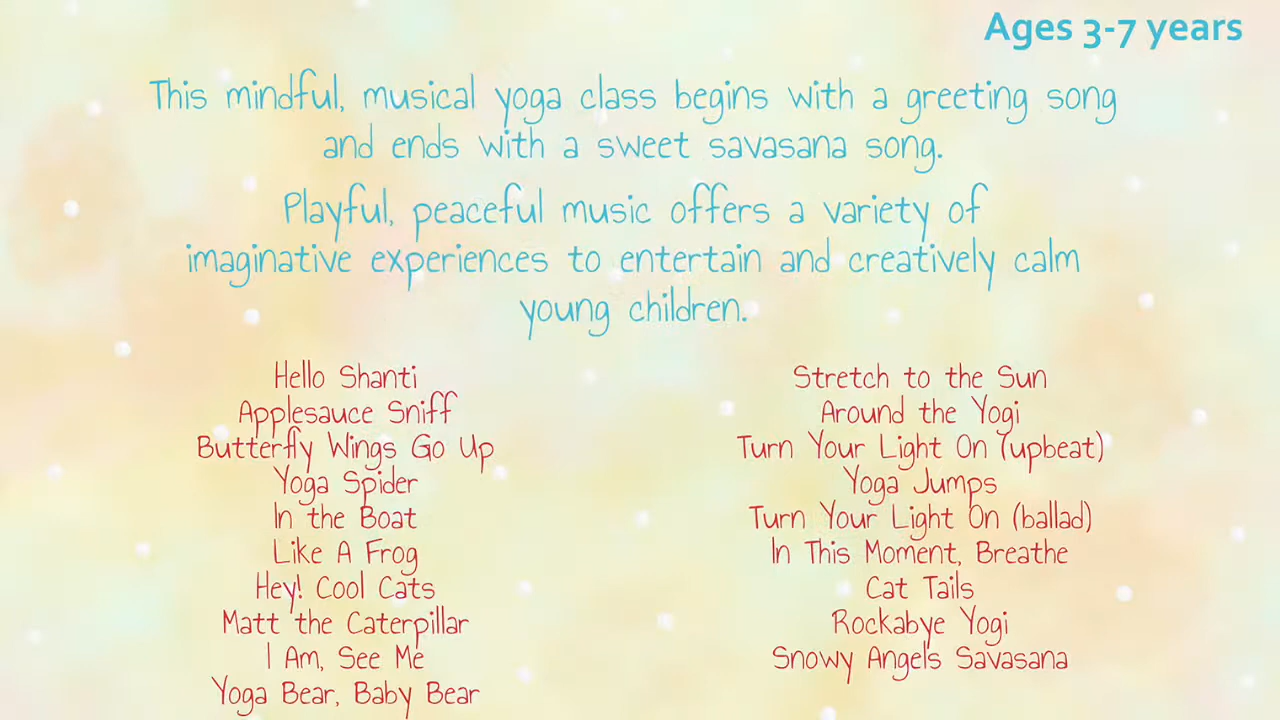 Ages 3-7 years
This mindful, musical yoga class begins with a greeting song
and ends with a sweet savasana song.
Playful, peaceful music offers a variety of
imaginative experiences to entertain and creatively calm
young children.
Hello Shanti
Applesauce Sniff
Butterfly Wings Go Up
Yoga Spider
In the Boat
Like A Frog
Hey! Cool Cats
Matt the Caterpillar
I Am, See Me
Yoga Bear, Baby Bear
Stretch to the Sun
Around the Yogi
Turn Your Light On (upbeat)
Yoga Jumps
Turn Your Light On (ballad)
In This Moment, Breathe
Cat Tails
Rockabye Yogi
Snowy Angels Savasana